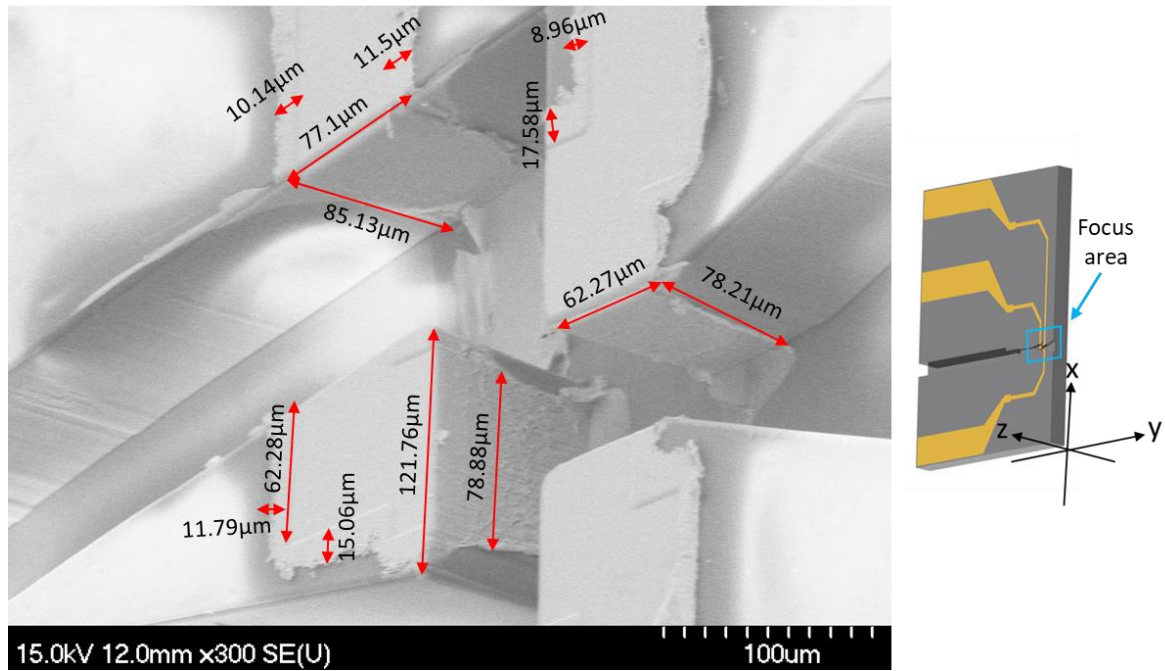 11.5µm
8.96µm
10.14µm
77.1µm
17.58µm
85.13µm
62.27µm
78.21µm
62.28µm
121.76µm
78.88µm
11.79µm
15.06µm
15.0kV 12.0mm x300 SE(U)
100um
Focus
area
x
z
y